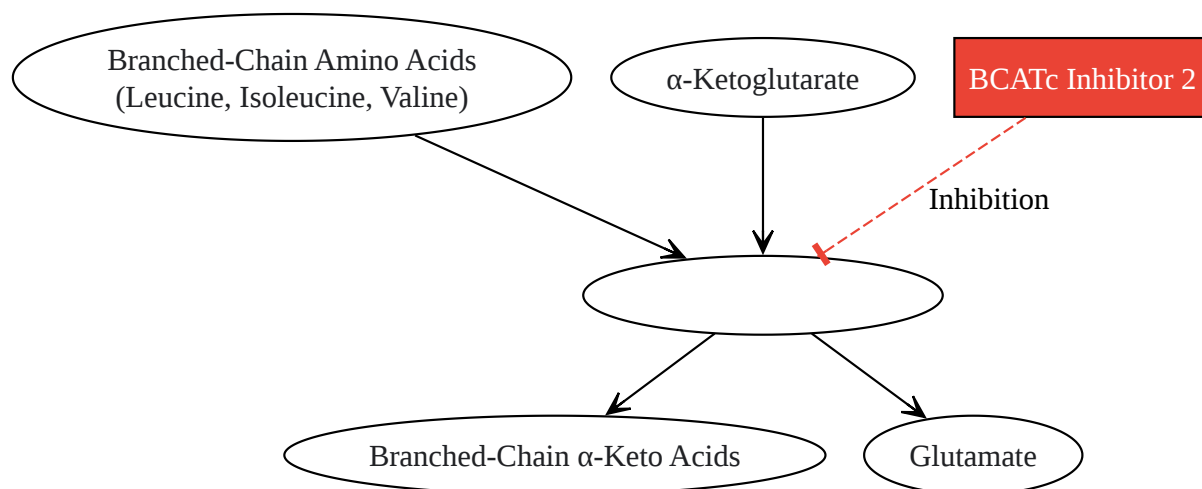 Branched-Chain Amino Acids
(Leucine, Isoleucine, Valine)
α-Ketoglutarate
BCATc Inhibitor 2
Inhibition
Branched-Chain α-Keto Acids
Glutamate